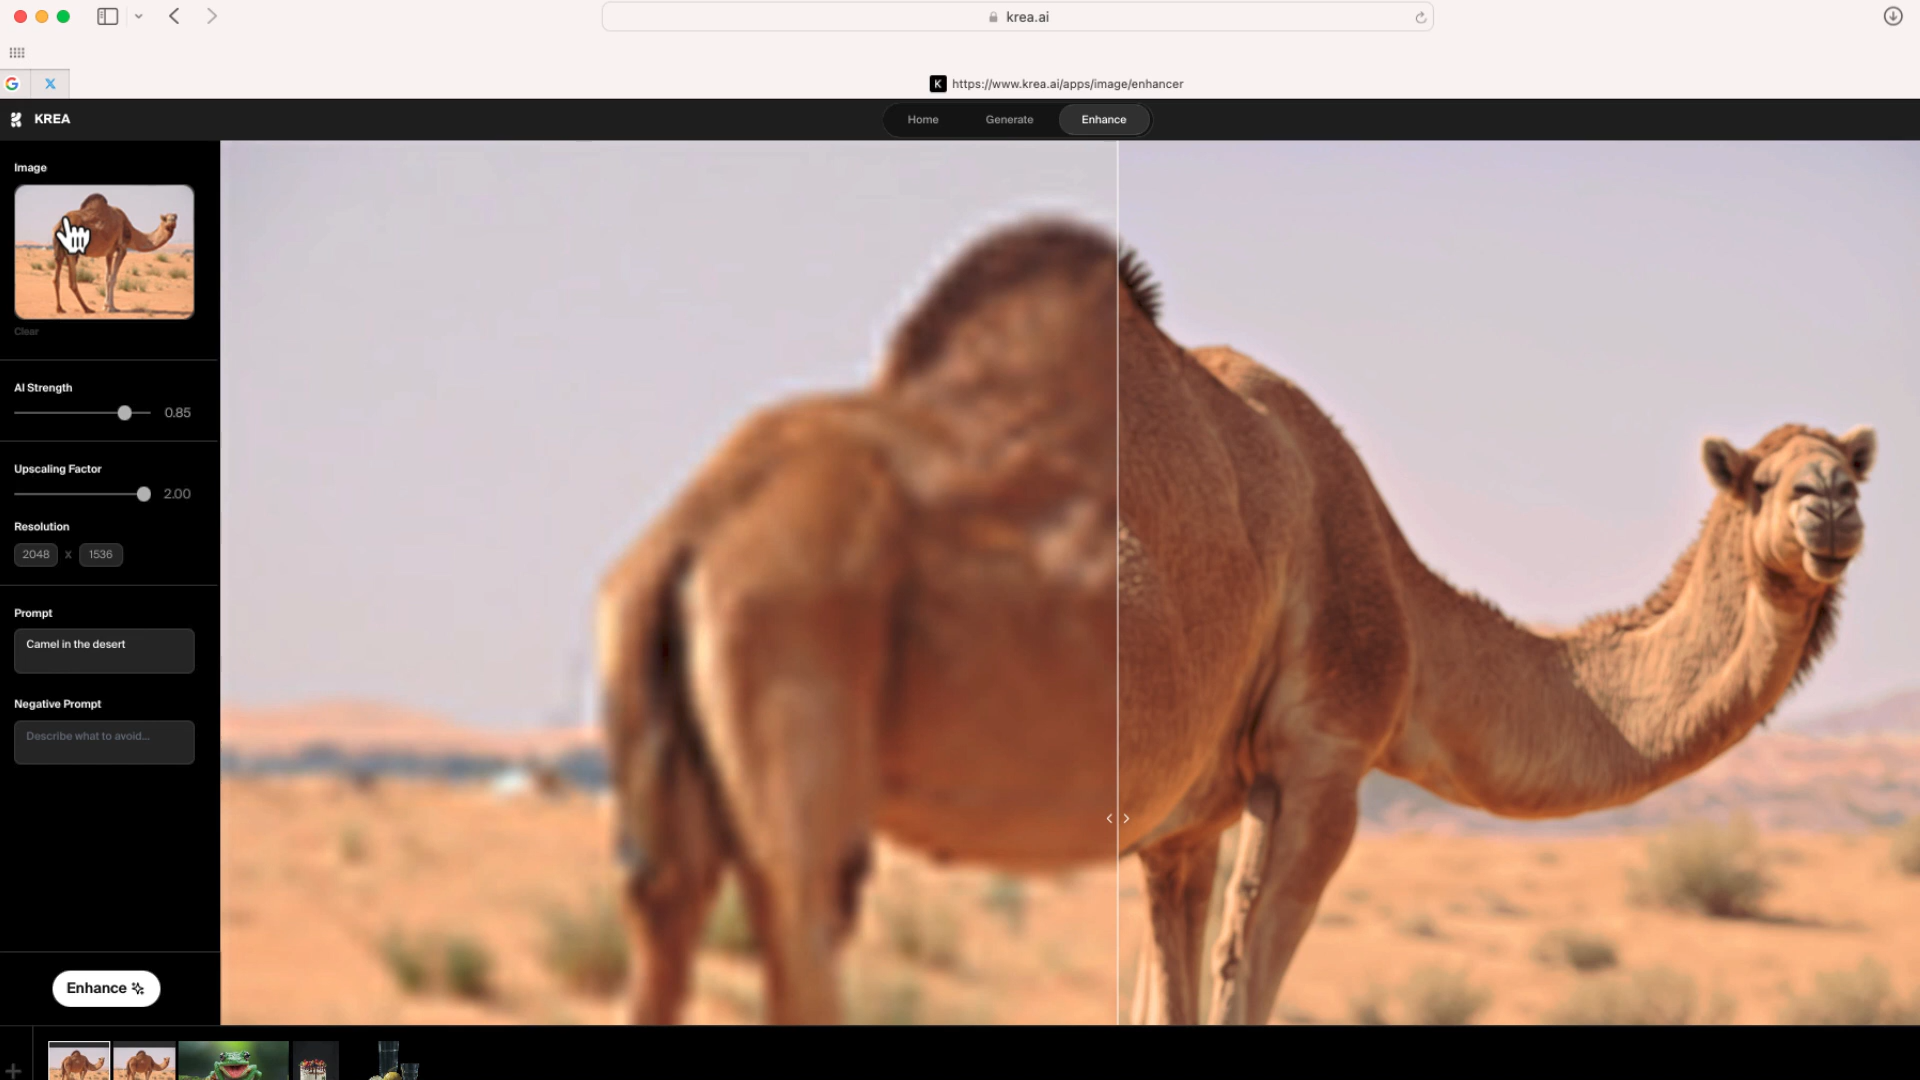 krea.ai
K https://www.krea.ai/apps/image/enhancer
KREA
Home Generate Enhance
Image
Clear
AI Strength
0.85
Upscaling Factor
2.00
Resolution
2048 x 1536
Prompt
Camel in the desert
Negative Prompt
Describe what to avoid...
Enhance